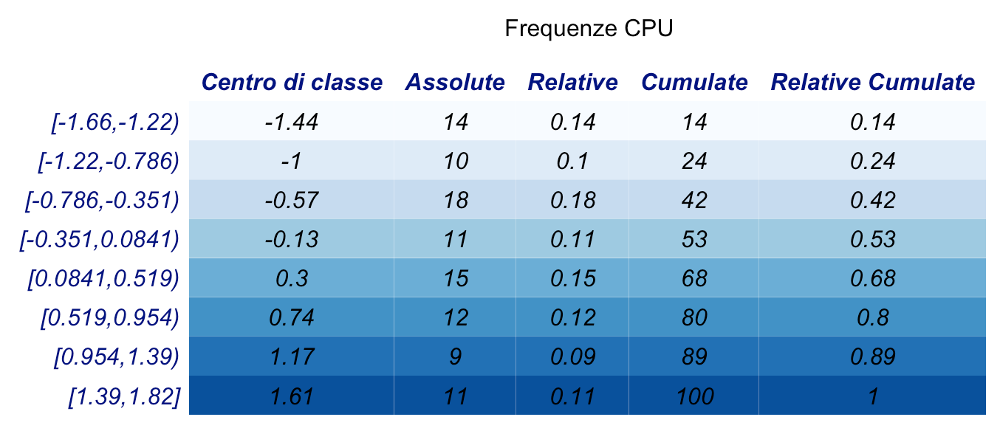 Frequenze CPU
Centro di classe Assolute Relative Cumulate Relative Cumulate
[-1.66,-1.22) -1.44 14 0.14 14 0.14
[-1.22,-0.786) -1 10 0.1 24 0.24
[-0.786,-0.351) -0.57 18 0.18 42 0.42
[-0.351,0.0841) -0.13 11 0.11 53 0.53
[0.0841,0.519) 0.3 15 0.15 68 0.68
[0.519,0.954) 0.74 12 0.12 80 0.8
[0.954,1.39) 1.17 9 0.09 89 0.89
[1.39,1.82] 1.61 11 0.11 100 1